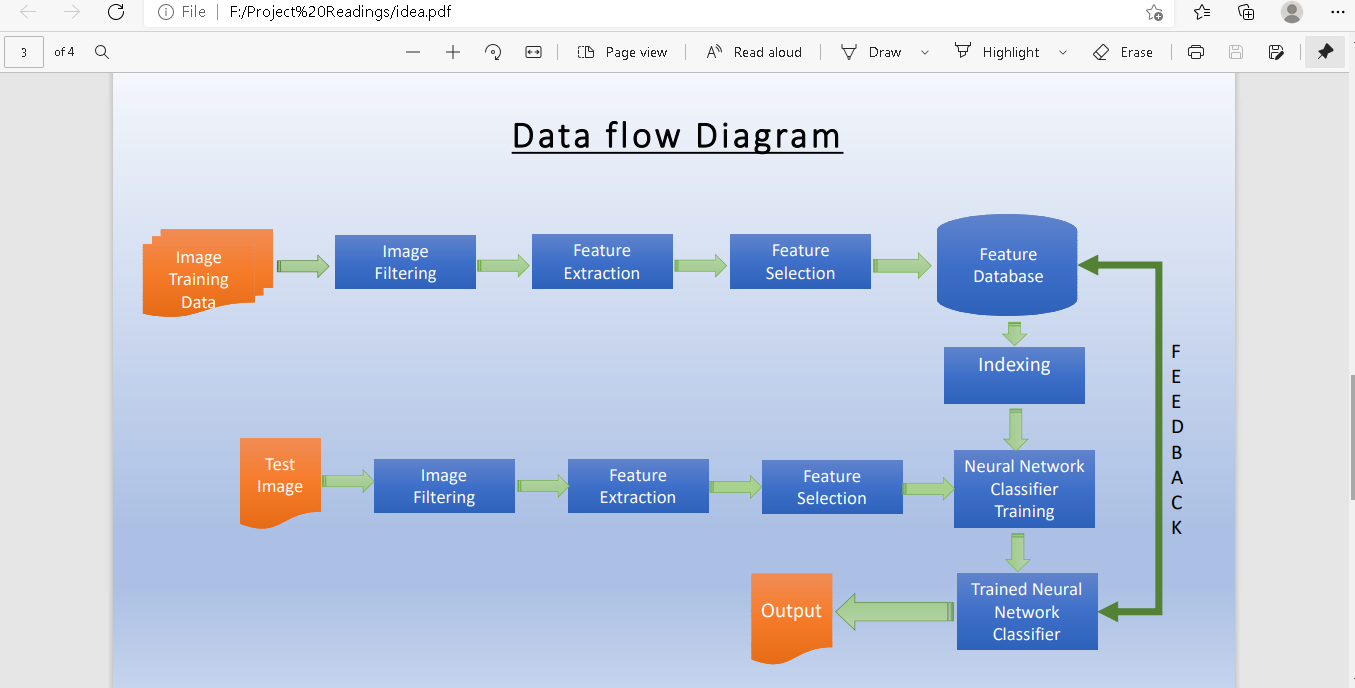 File | F:/Project%20Readings/idea.pdf
3 of 4
Page view
Read aloud
Draw
Highlight
Erase
Data flow Diagram
Image
Training
Data
Image
Filtering
Feature
Extraction
Feature
Selection
Feature
Database
Indexing
FEEDBACK
Test
Image
Image
Filtering
Feature
Extraction
Feature
Selection
Neural Network
Classifier
Training
Output
Trained Neural
Network
Classifier